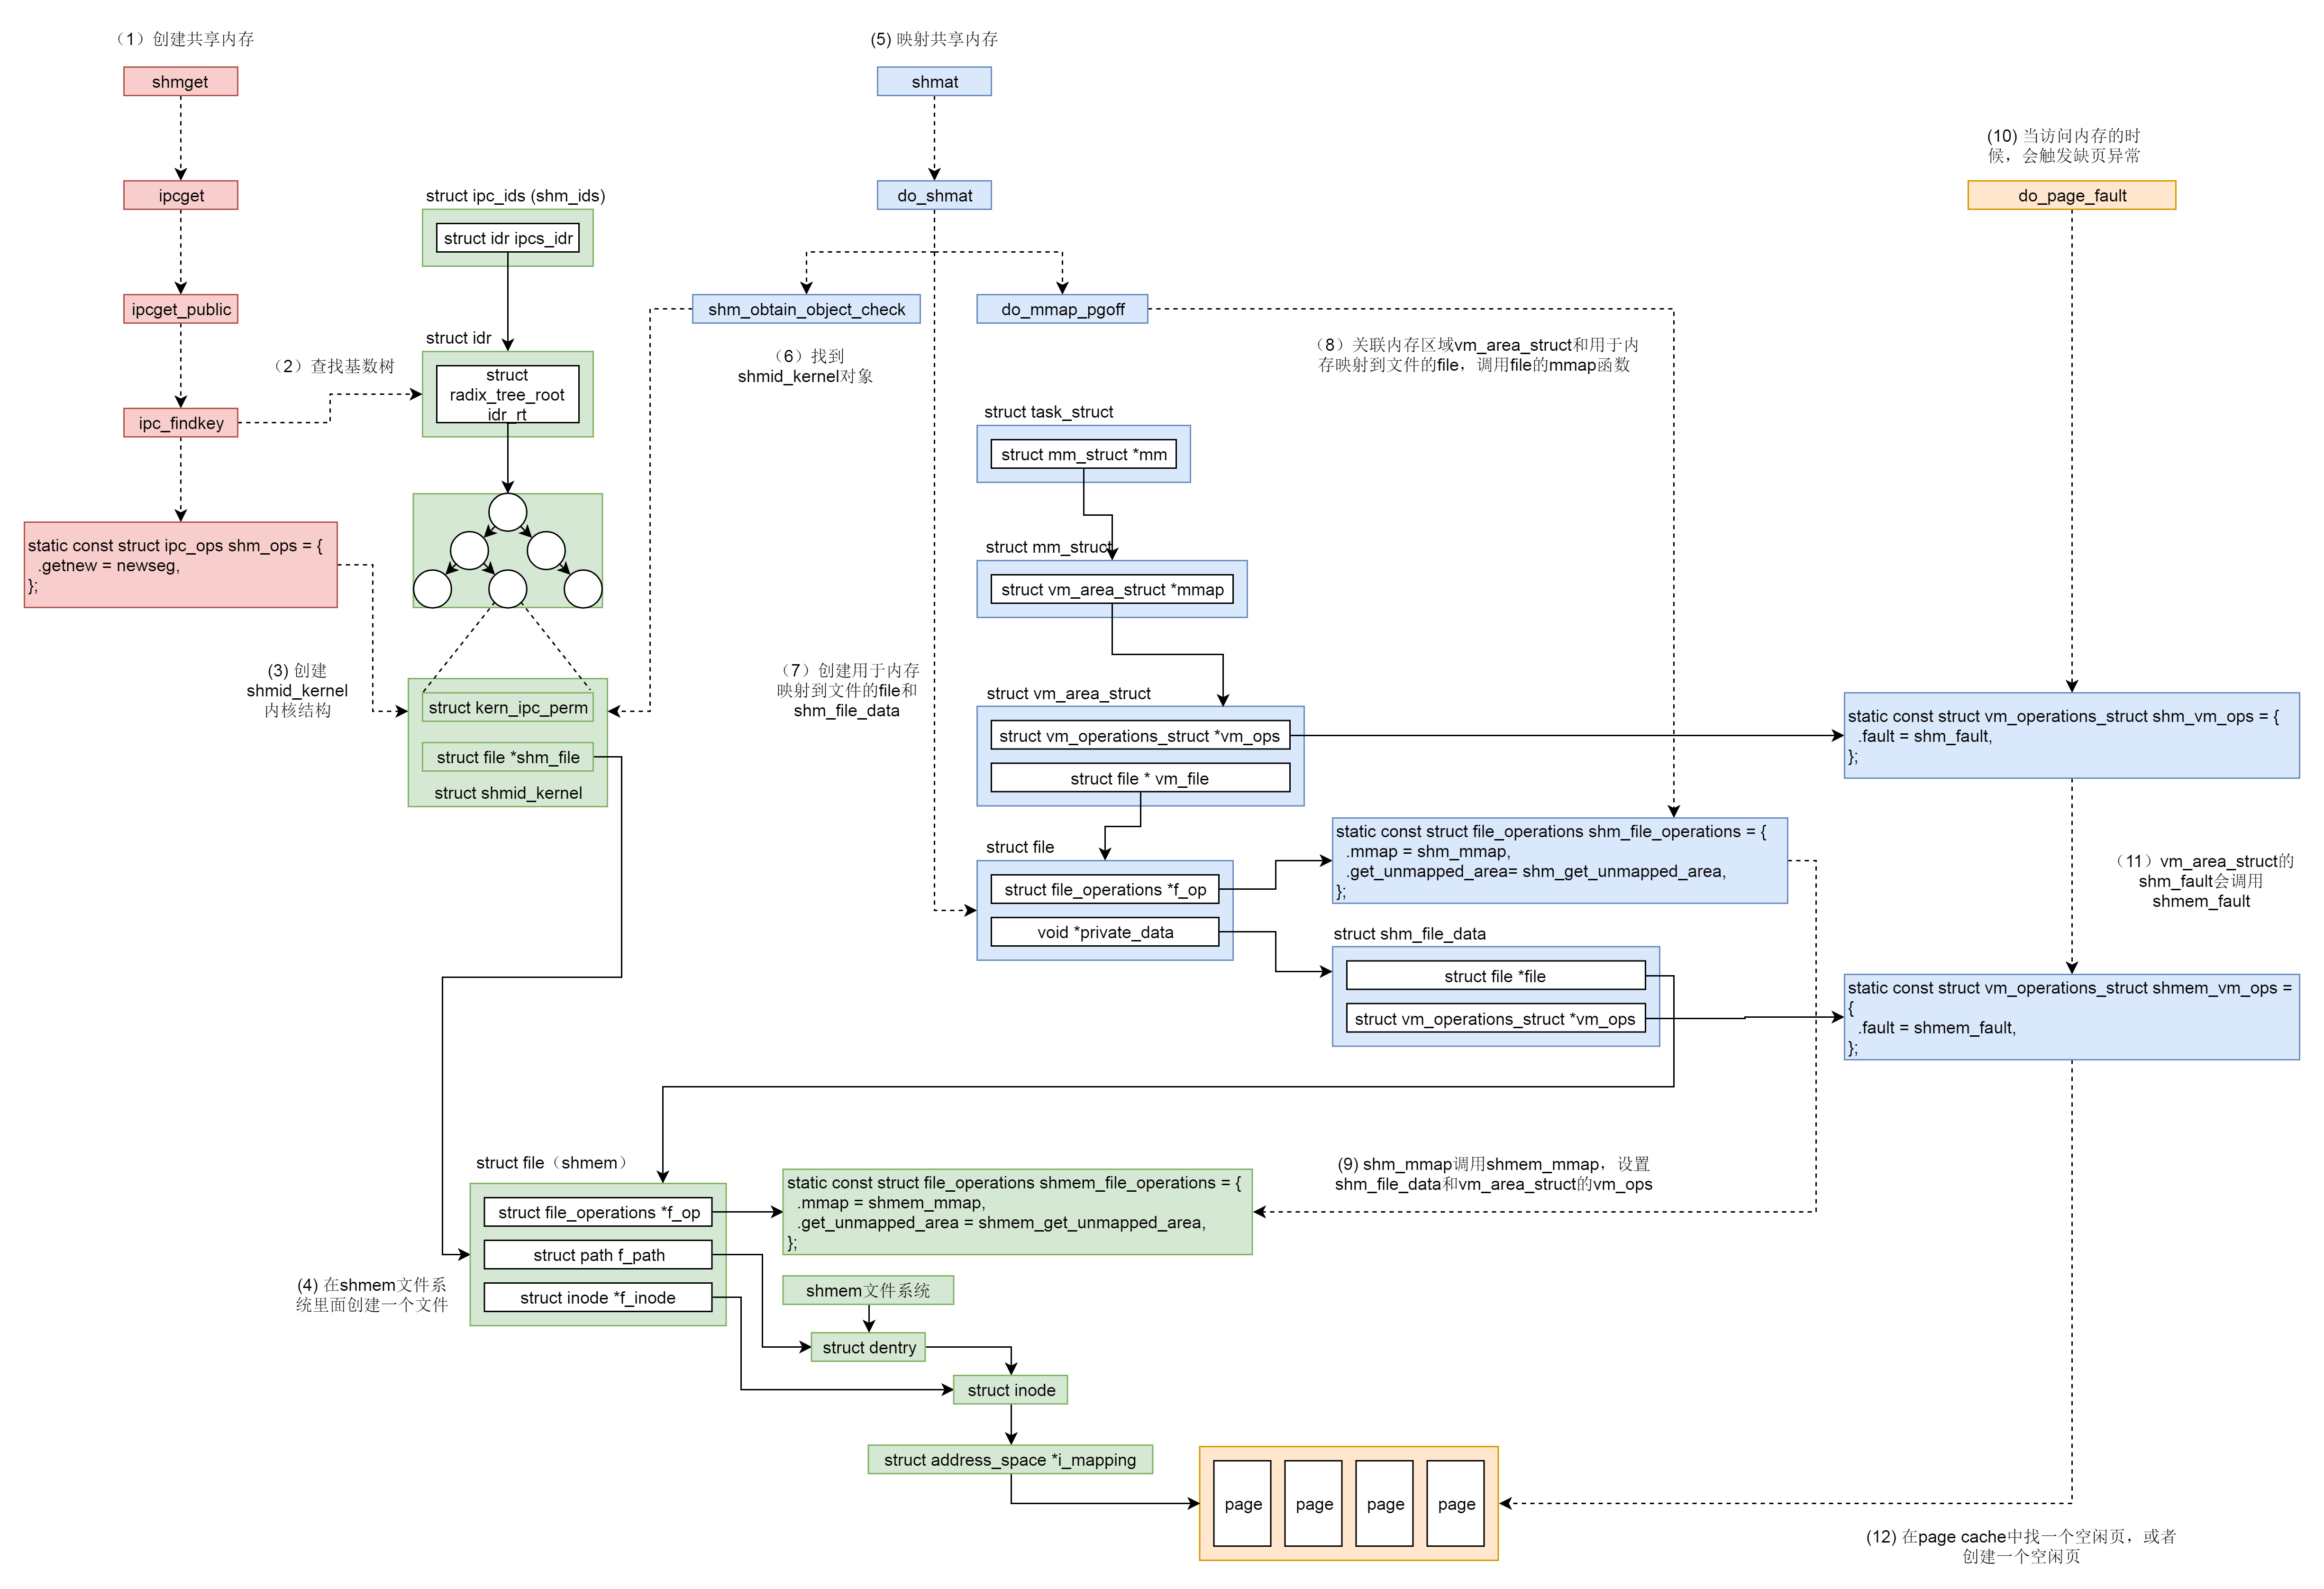 （1）创建共享内存
shmget
ipcget
ipcget_public
ipc_findkey
static const struct ipc_ops shm_ops = {
.getnew = newseg,
};
（2）查找基数树
struct ipc_ids (shm_ids)
struct idr ipcs_idr
struct idr
struct
radix_tree_root
idr_rt
(3) 创建
shmid_kernel
内核结构
struct kern_ipc_perm
struct file *shm_file
struct shmid_kernel
(5) 映射共享内存
shmat
do_shmat
shm_obtain_object_check
do_mmap_pgoff
（6）找到
shmid_kernel对象
（8）关联内存区域vm_area_struct和用于内
存映射到文件的file，调用file的mmap函数
struct task_struct
struct mm_struct *mm
struct mm_struct
struct vm_area_struct *mmap
（7）创建用于内存
映射到文件的file和
shm_file_data
struct vm_area_struct
struct vm_operations_struct *vm_ops
struct file * vm_file
struct file
struct file_operations *f_op
void *private_data
static const struct file_operations shm_file_operations = {
.mmap = shm_mmap,
.get_unmapped_area= shm_get_unmapped_area,
};
struct shm_file_data
struct file *file
struct vm_operations_struct *vm_ops
(10) 当访问内存的时
候，会触发缺页异常
do_page_fault
static const struct vm_operations_struct shm_vm_ops = {
.fault = shm_fault,
};
（11）vm_area_struct的
shm_fault会调用
shmem_fault
static const struct vm_operations_struct shmem_vm_ops =
{
.fault = shmem_fault,
};
struct file（shmem）
struct file_operations *f_op
struct path f_path
struct inode *f_inode
(4) 在shmem文件系
统里面创建一个文件
static const struct file_operations shmem_file_operations = {
.mmap = shmem_mmap,
.get_unmapped_area = shmem_get_unmapped_area,
};
(9) shm_mmap调用shmem_mmap，设置
shm_file_data和vm_area_struct的vm_ops
shmem文件系统
struct dentry
struct inode
struct address_space *i_mapping
page
page
page
page
(12) 在page cache中找一个空闲页，或者
创建一个空闲页